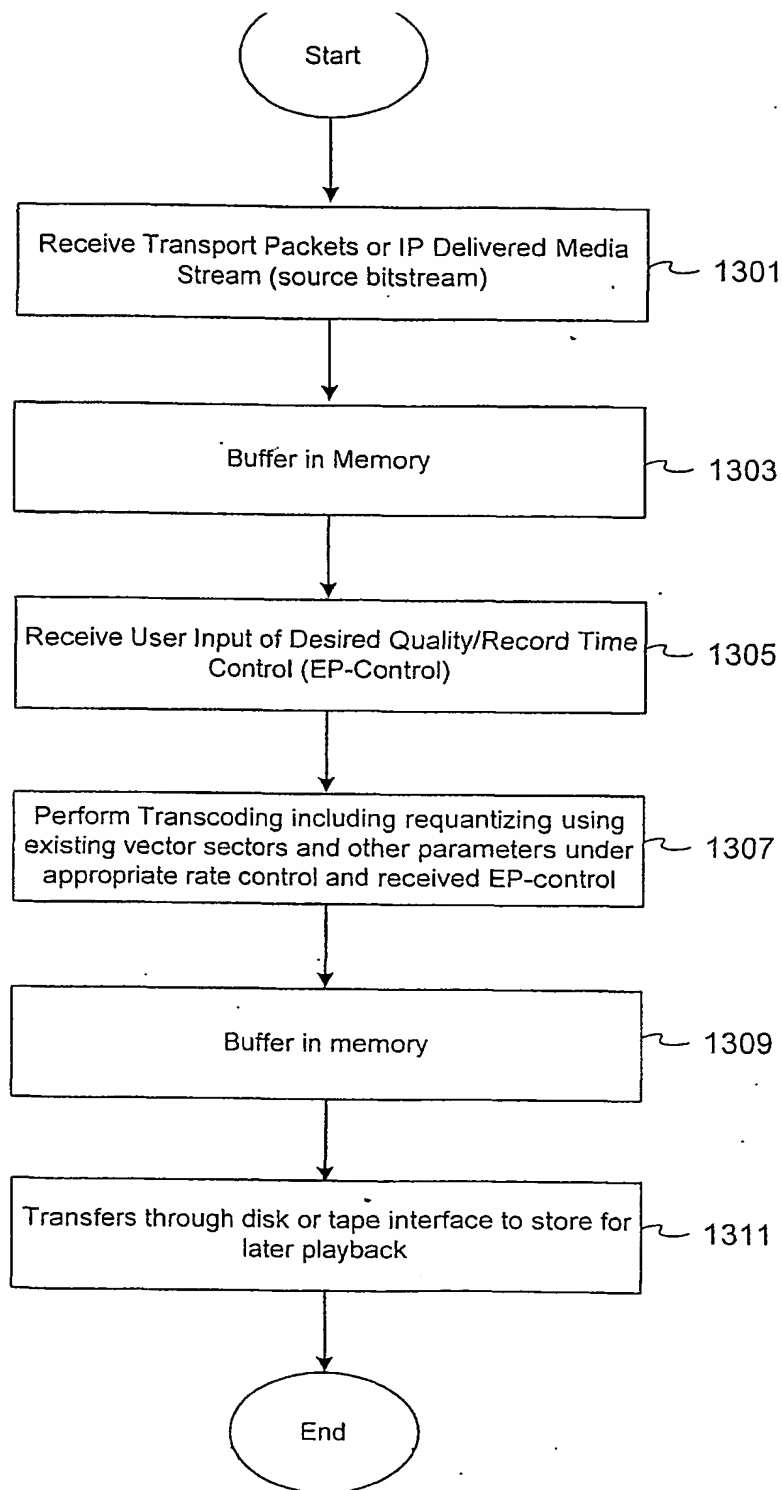 Start
Receive Transport Packets or IP Delivered Media
Stream (source bitstream)
1301
Buffer in Memory
1303
Receive User Input of Desired Quality/Record Time
Control (EP-Control)
1305
Perform Transcoding including requantizing using
existing vector sectors and other parameters under
appropriate rate control and received EP-control
1307
Buffer in memory
1309
Transfers through disk or tape interface to store for
later playback
1311
End